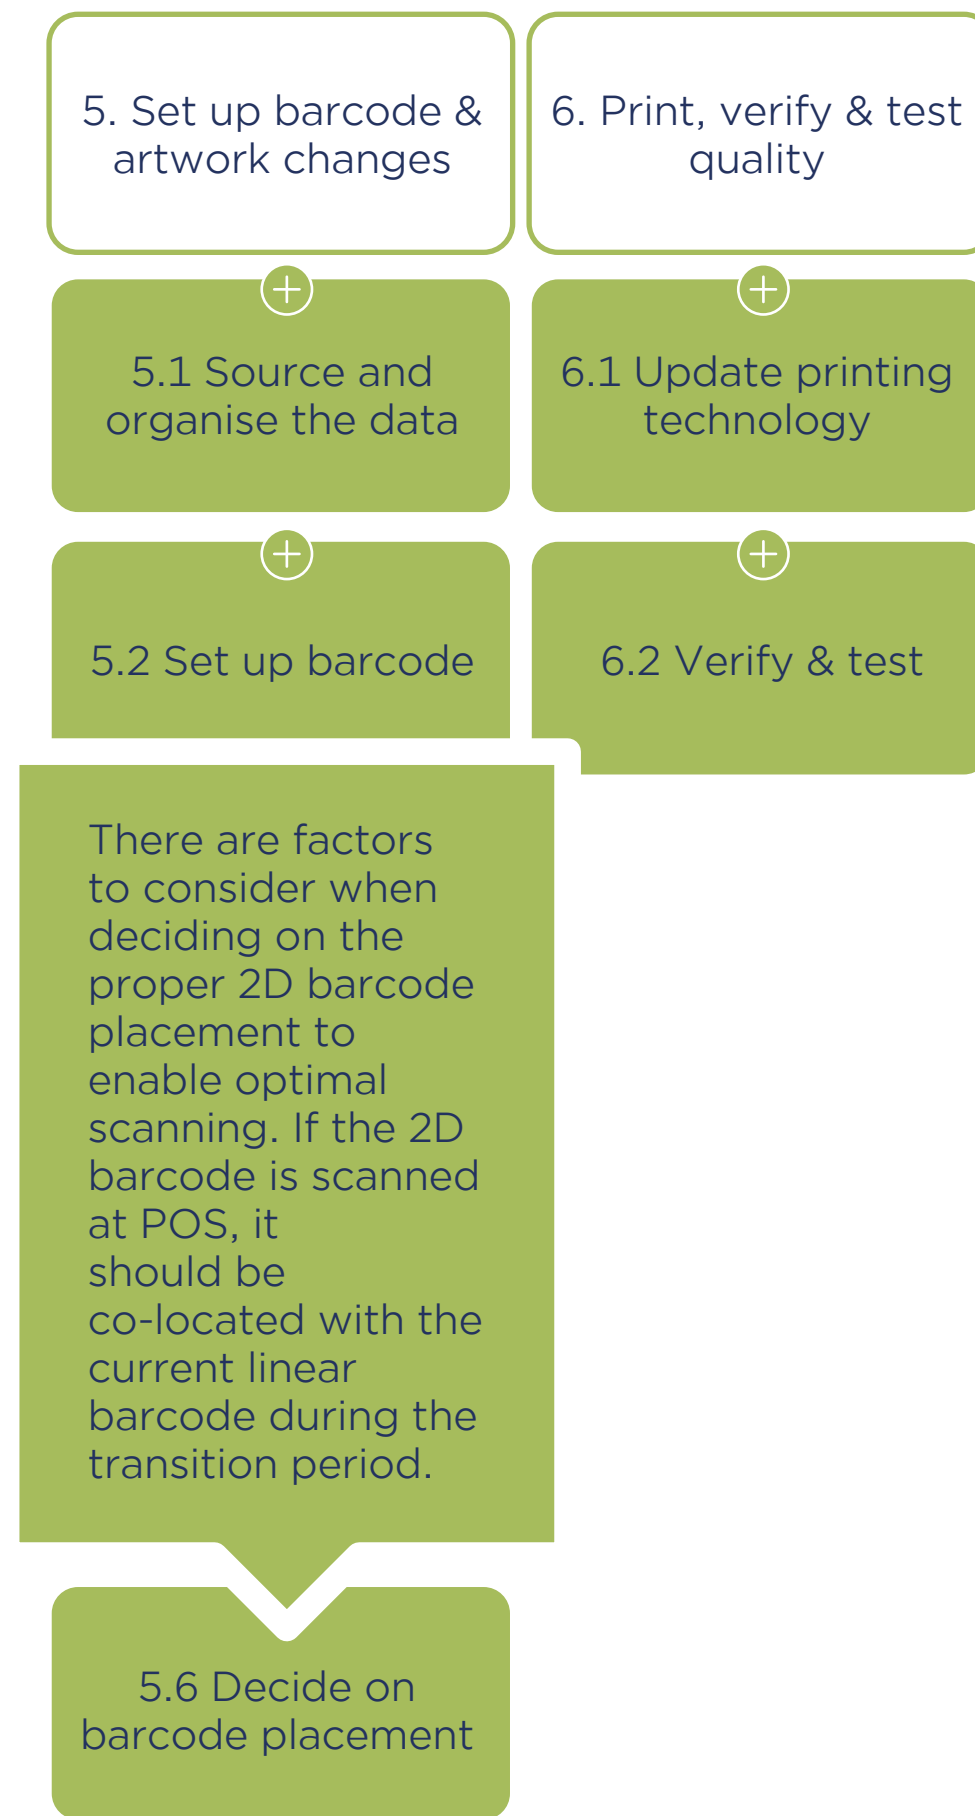 5. Set up barcode &
artwork changes
6. Print, verify & test
quality
5.1 Source and
organise the data
6.1 Update printing
technology
5.2 Set up barcode
6.2 Verify & test
There are factors
to consider when
deciding on the
proper 2D barcode
placement to
enable optimal
scanning. If the 2D
barcode is scanned
at POS, it
should be
co-located with the
current linear
barcode during the
transition period.
5.6 Decide on
barcode placement